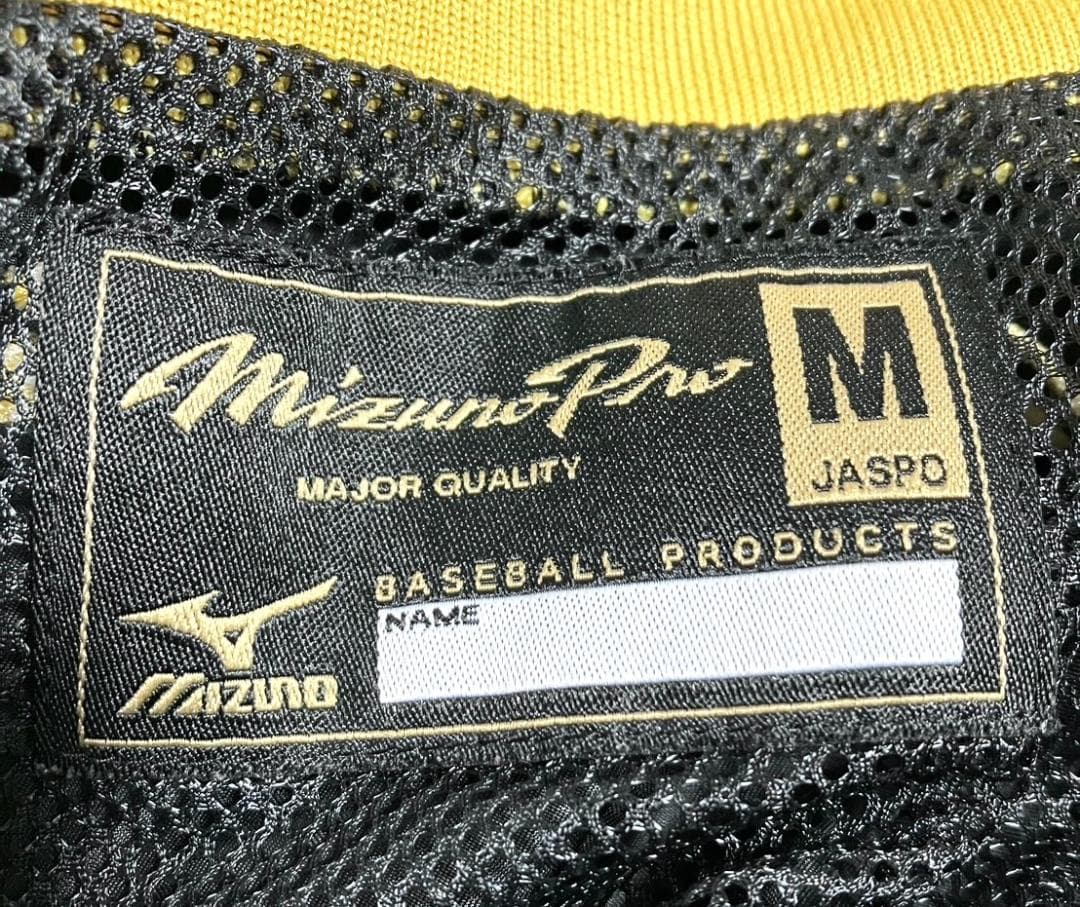 Mizuno Pro
M
JASPO
MAJOR QUALITY
BASEBALL PRODUCTS
NAME
MIZUNO